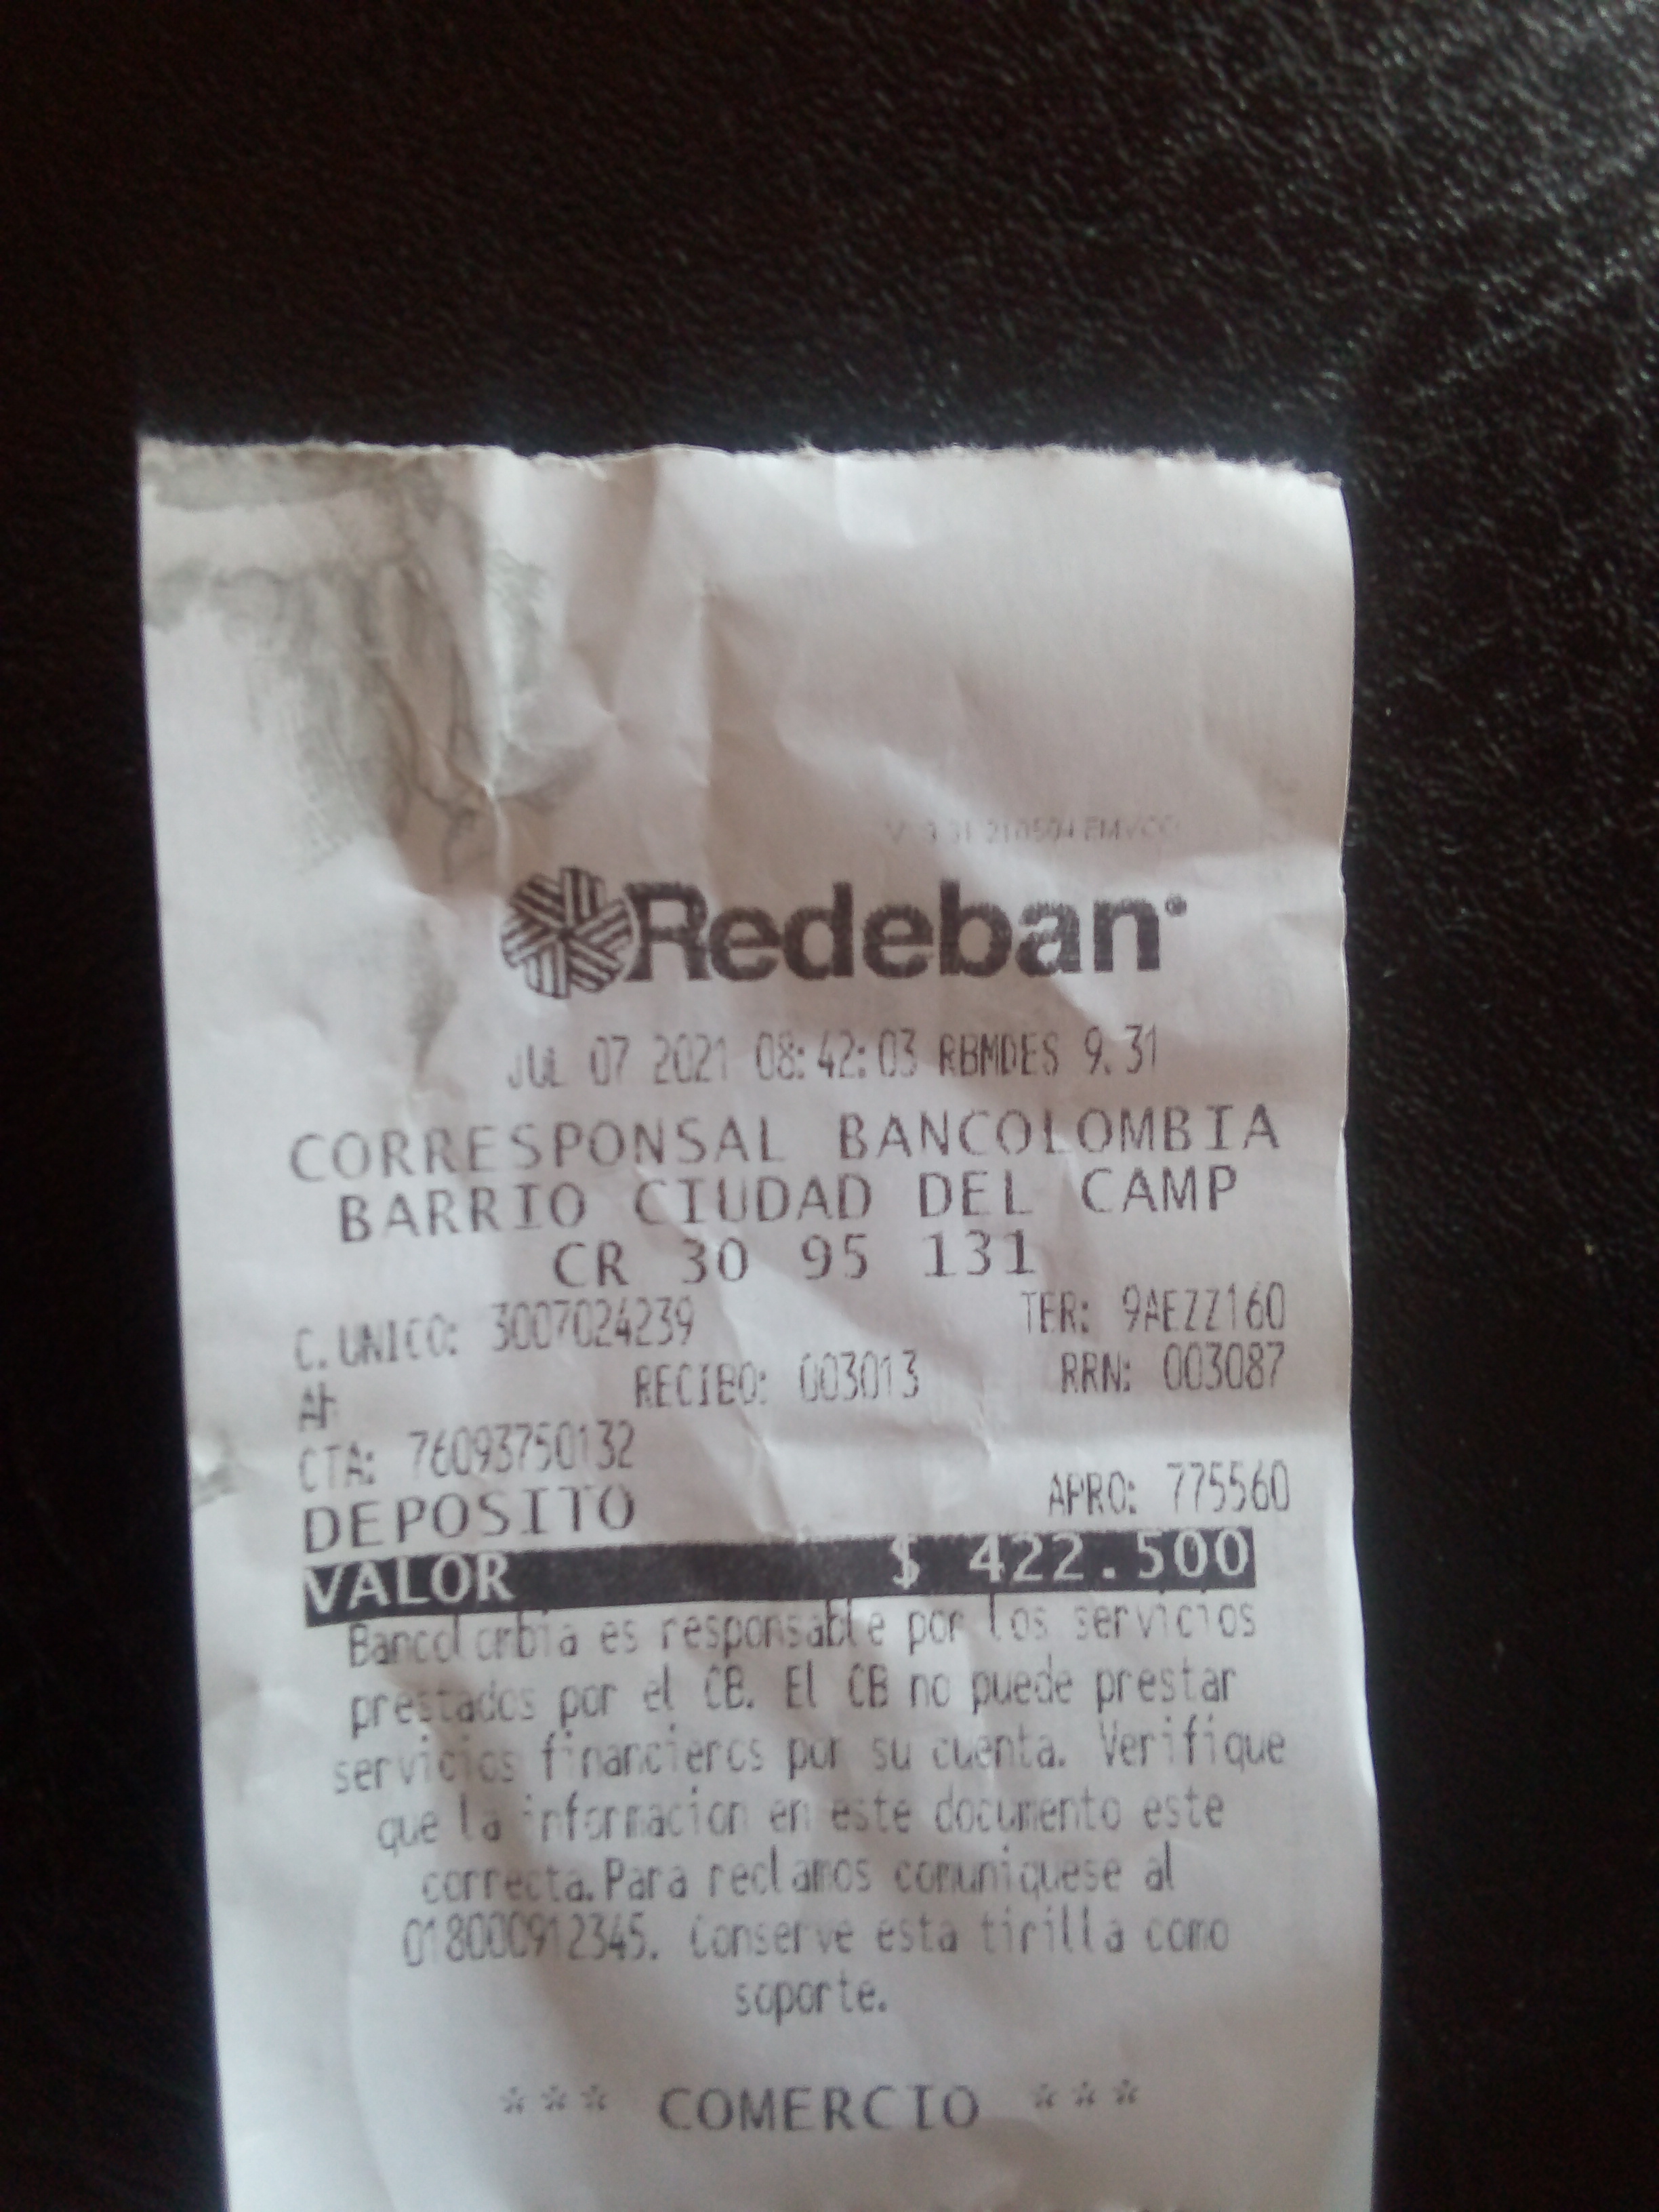 Redeban
JUL 07 2021 08:42:03 RBMDES 9.31
CORRESPONSAL BANCOLOMBIA
BARRIO CIUDAD DEL CAMP
CR 30 95 131
C. UNICO: 3007024239 TER: 9AEZZ160
AH RECIBO: 003013 RRN: 003087
CTA: 76093750132
DEPOSITO APRO: 775560
VALOR $ 422.500
Bancolombia es responsable por los servicios
prestados por el CB. El CB no puede prestar
servicios financieros por su cuenta. Verifique
que la informacion en este documento este
correcta. Para reclamos comuniquese al
018000912345. Conserve esta tirilla como
soporte.
*** COMERCIO ***